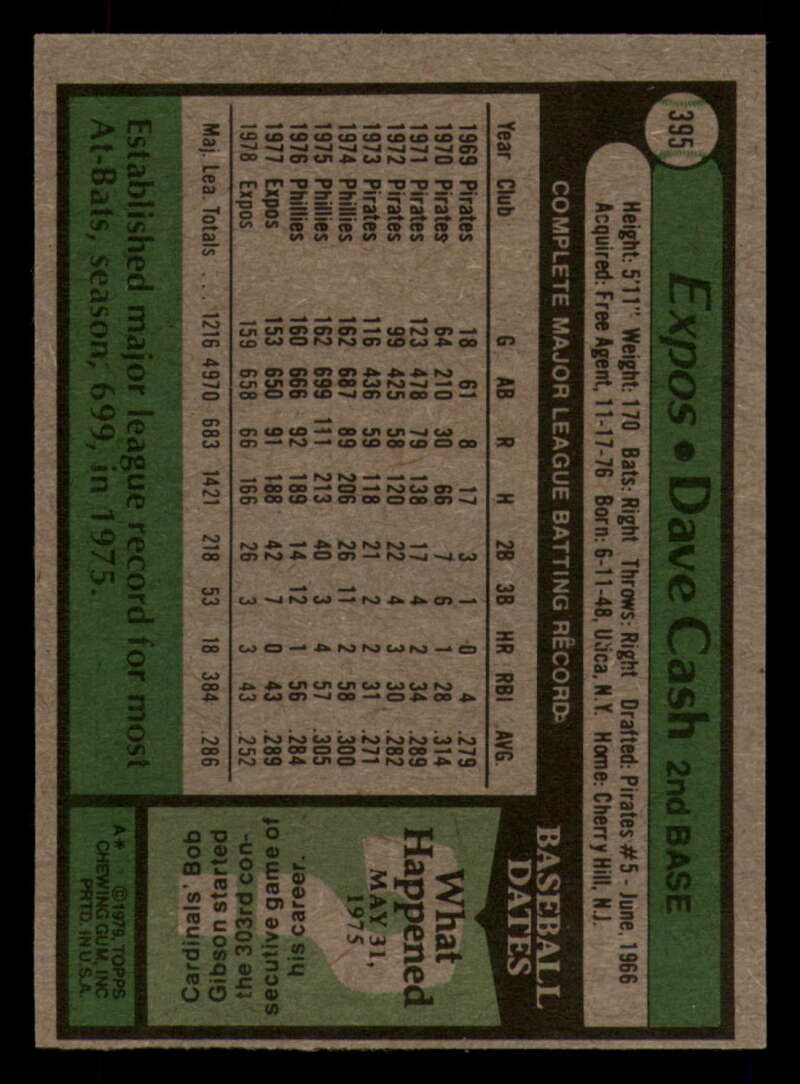 395
Expos • Dave Cash 2nd BASE
Height: 5'11" Weight: 170 Bats: Right Throws: Right Drafted: Pirates #5 - June, 1966
Acquired: Free Agent, 11-17-76 Born: 6-11-48, Utica, N.Y. Home: Cherry Hill, N.J.
COMPLETE MAJOR LEAGUE BATTING RECORD
Year Club G AB R H 2B 3B HR RBI AVG.
1969 Pirates 18 61 8 17 3 1 0 4 .279
1970 Pirates 64 210 30 66 7 6 1 28 .314
1971 Pirates 123 478 79 138 17 4 2 34 .289
1972 Pirates 99 425 58 120 22 4 3 30 .282
1973 Pirates 116 436 59 118 21 2 2 31 .271
1974 Phillies 162 687 89 206 26 11 2 58 .300
1975 Phillies 162 699 111 213 40 3 4 57 .305
1976 Phillies 160 666 92 189 14 12 1 56 .284
1977 Expos 153 650 91 188 42 7 0 43 .289
1978 Expos 159 658 66 166 26 3 3 43 .252
Maj. Lea. Totals . . . . 1216 4970 683 1421 218 53 18 384 .286
Established major league record for most
At-Bats, season, 699, in 1975.
BASEBALL
DATES
What
Happened
MAY 31,
1975
Cardinals' Bob
Gibson started
the 303rd con-
secutive game of
his career.
A* ©1979, TOPPS
CHEWING GUM, INC
PRTD. IN U.S.A.